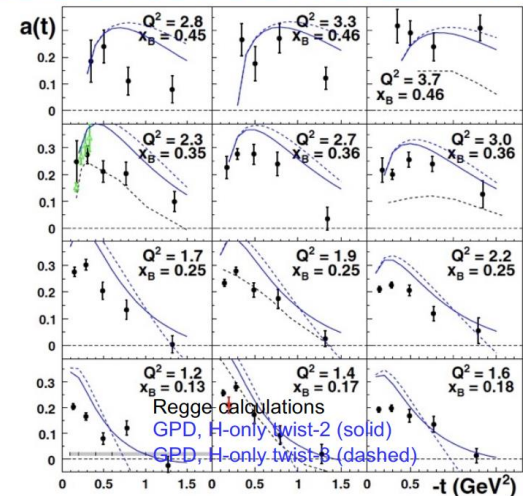 a(t)
Q² = 2.8
x_B = 0.45
Q² = 3.3
x_B = 0.46
Q² = 3.7
x_B = 0.46
0.2
0.1
0
Q² = 2.3
x_B = 0.35
Q² = 2.7
x_B = 0.36
Q² = 3.0
x_B = 0.36
0.3
0.2
0.1
0
Q² = 1.7
x_B = 0.25
Q² = 1.9
x_B = 0.25
Q² = 2.2
x_B = 0.25
0.3
0.2
0.1
0
Q² = 1.2
x_B = 0.13
Q² = 1.4
x_B = 0.17
Q² = 1.6
x_B = 0.18
0.3
0.2
0.1
0
Regge calculations
GPD, H-only twist-2 (solid)
GPD, H-only twist-3 (dashed)
0 0.5 1 1.5 0.5 1 1.5 0.5 1 1.5
-t (GeV²)